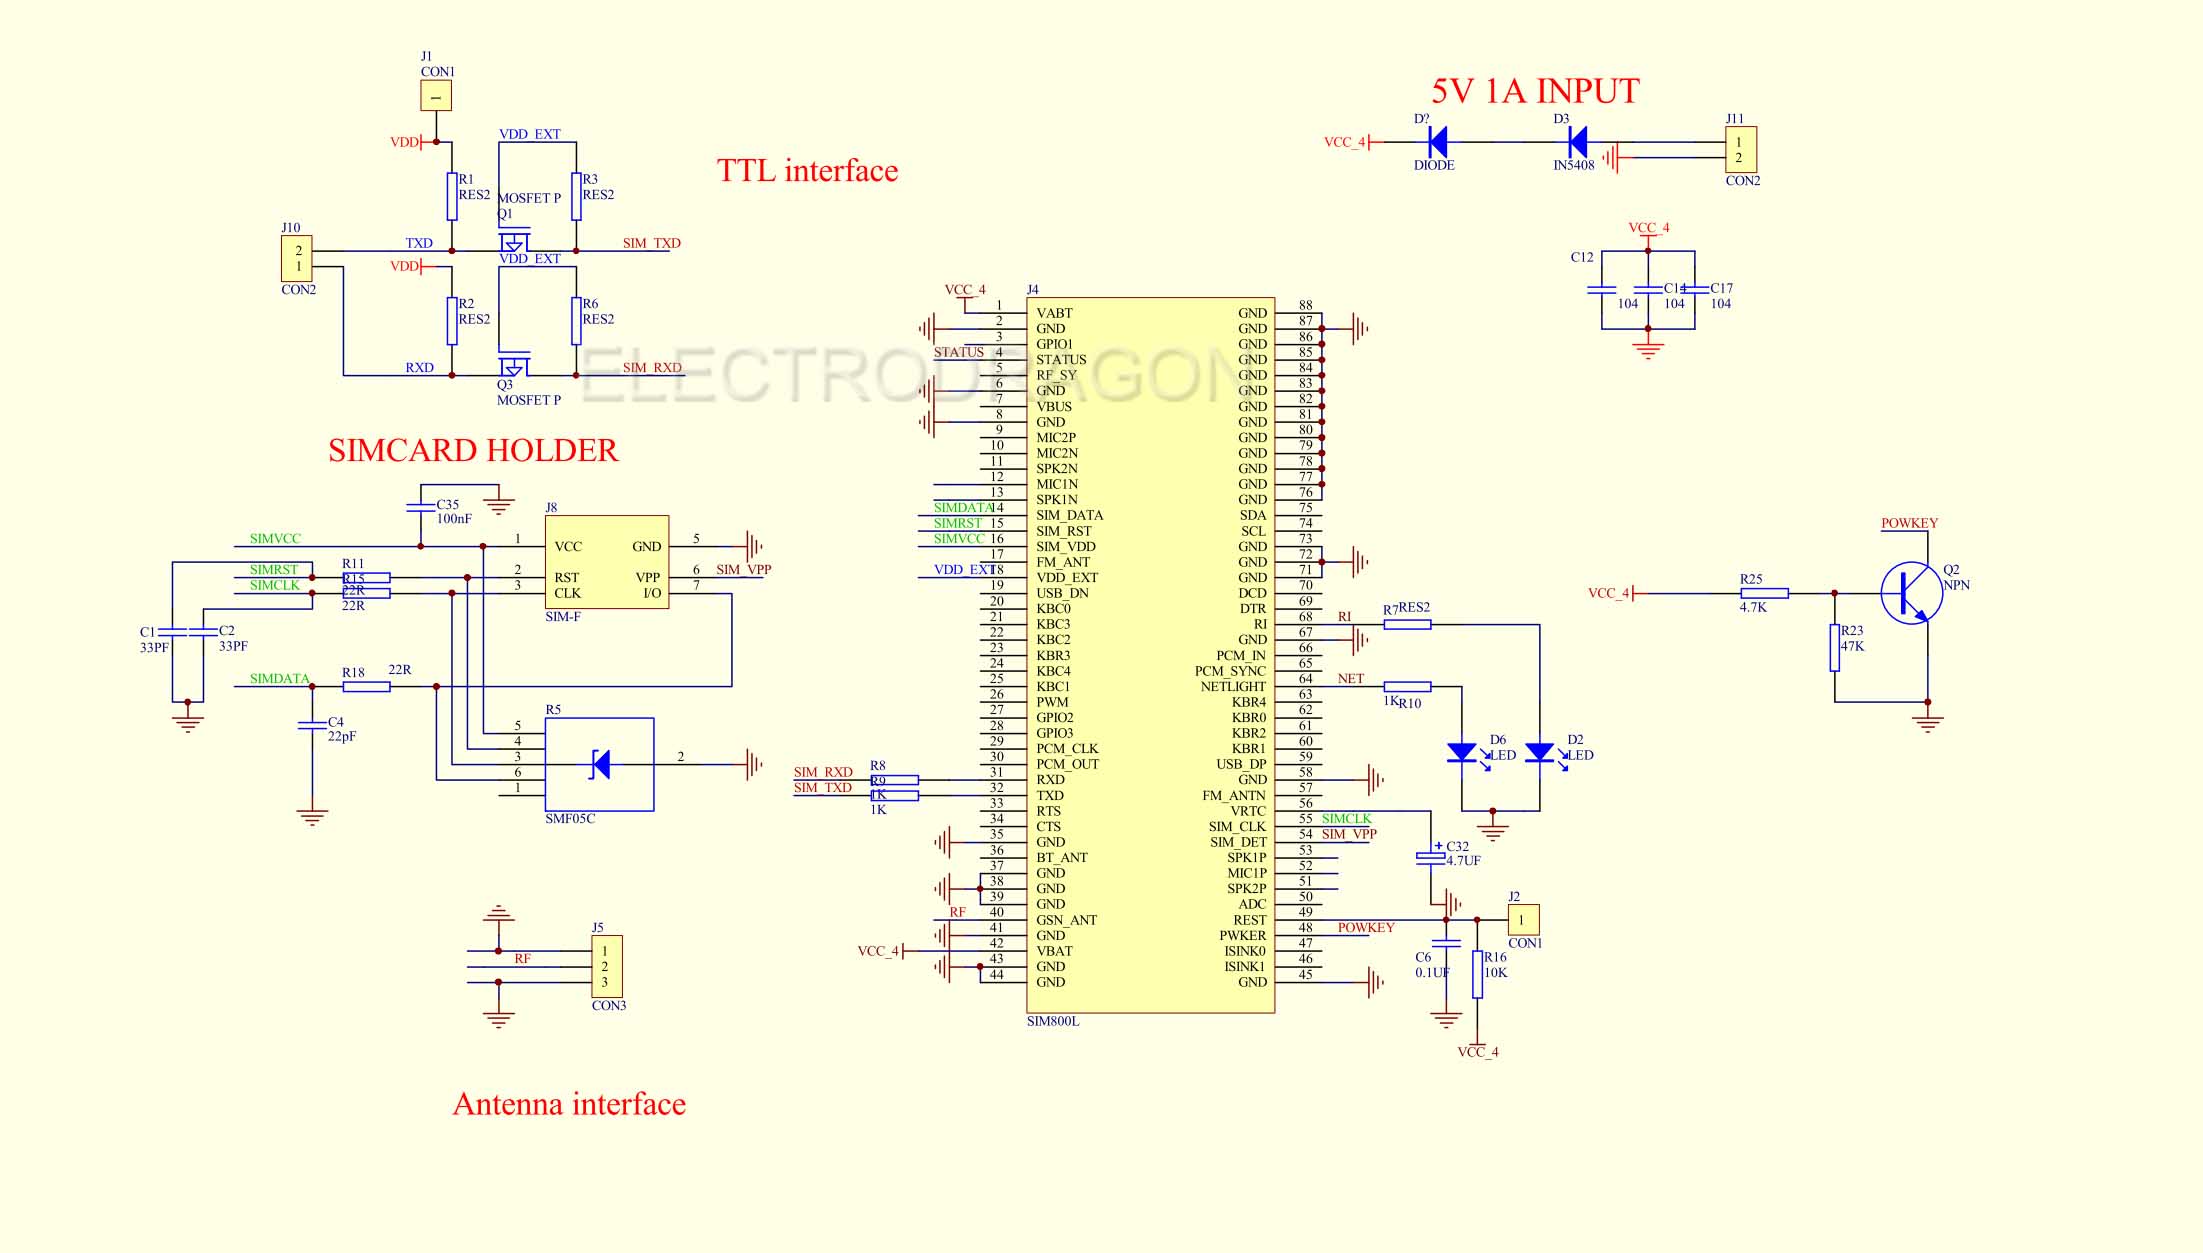 J1
CON1
1
VDD
R1
RES2
VDD_EXT
MOSFET P
Q1
R3
RES2
TTL interface
J10
2
1
CON2
TXD
SIM_TXD
VDD
R2
RES2
VDD_EXT
R6
RES2
RXD
SIM_RXD
Q3
MOSFET P
ELECTRODRAGON
5V 1A INPUT
VCC_4
D?
DIODE
D3
IN5408
J11
1
2
CON2
VCC_4
C12
104
C14
104
C17
104
SIMCARD HOLDER
C35
100nF
SIMVCC
SIMRST
SIMCLK
R11
R15
22R
22R
J8
1 VCC GND 5
2 RST VPP 6 SIM_VPP
3 CLK I/O 7
SIM-F
C1
33PF
C2
33PF
SIMDATA
R18 22R
C4
22pF
R5
5
4
3
6
1
2
SMF05C
J5
1
RF 2
3
CON3
Antenna interface
J4
VCC_4
1 VABT GND 88
2 GND GND 87
3 GPIO1 GND 86
STATUS 4 STATUS GND 85
5 RF_SY GND 84
6 GND GND 83
7 VBUS GND 82
8 GND GND 81
9 MIC2P GND 80
10 MIC2N GND 79
11 SPK2N GND 78
12 MIC1N GND 77
13 SPK1N GND 76
SIMDATA 14 SIM_DATA SDA 75
SIMRST 15 SIM_RST SCL 74
SIMVCC 16 SIM_VDD GND 73
17 FM_ANT GND 72
VDD_EXT 18 VDD_EXT GND 71
19 USB_DN DCD 70
20 KBC0 DTR 69
21 KBC3 RI 68 RI
22 KBC2 GND 67
23 KBR3 PCM_IN 66
24 KBC4 PCM_SYNC 65
25 KBC1 NETLIGHT 64 NET
26 PWM KBR4 63
27 GPIO2 KBR0 62
28 GPIO3 KBR2 61
29 PCM_CLK KBR1 60
30 PCM_OUT USB_DP 59
SIM_RXD 31 RXD GND 58
SIM_TXD 32 TXD FM_ANTN 57
33 RTS VRTC 56
34 CTS SIM_CLK 55 SIMCLK
35 GND SIM_DET 54 SIM_VPP
36 BT_ANT SPK1P 53
37 GND MIC1P 52
38 GND SPK2P 51
39 GND ADC 50
RF 40 GSN_ANT REST 49
41 GND PWKER 48 POWKEY
VCC_4 42 VBAT ISINK0 47
43 GND ISINK1 46
44 GND GND 45
SIM800L
R8
R9
1K
1K
R7 RES2
1K R10
D6
LED
D2
LED
C32
4.7UF
J2
1
CON1
C6
0.1UF
R16
10K
VCC_4
POWKEY
Q2
NPN
VCC_4
R25
4.7K
R23
47K